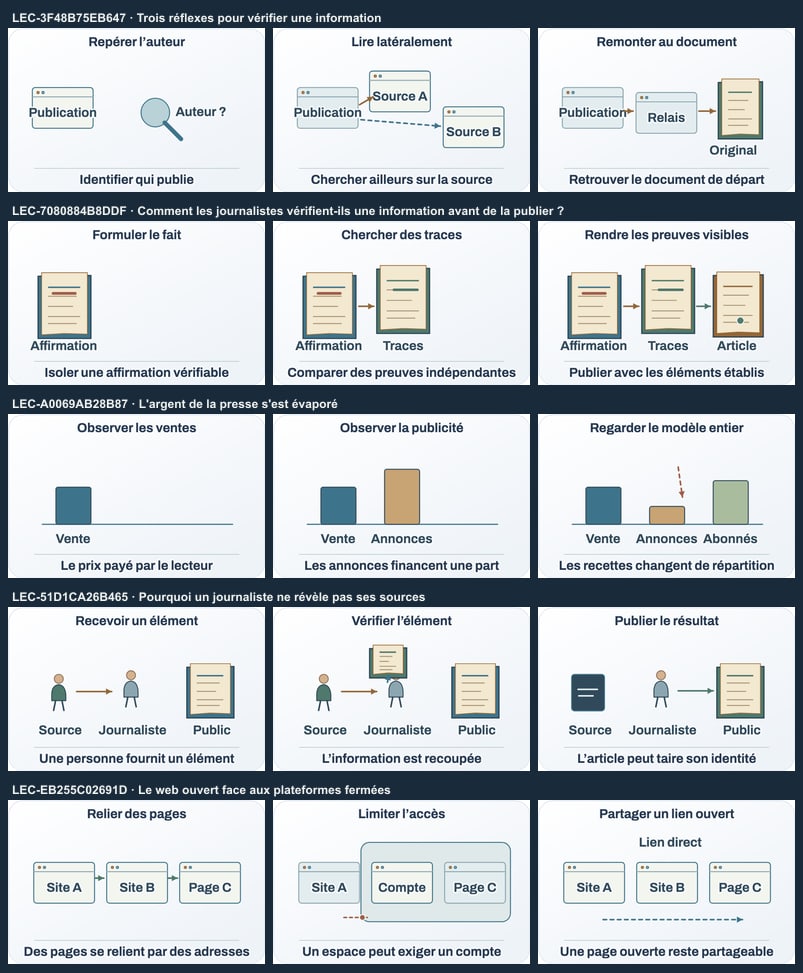 LEC-3F48B75EB647 · Trois réflexes pour vérifier une information
Repérer l'auteur
Publication
Auteur ?
Identifier qui publie
Lire latéralement
Publication
Source A
Source B
Chercher ailleurs sur la source
Remonter au document
Publication
Relais
Original
Retrouver le document de départ
LEC-7080884B8DDF · Comment les journalistes vérifient-ils une information avant de la publier ?
Formuler le fait
Affirmation
Isoler une affirmation vérifiable
Chercher des traces
Affirmation
Traces
Comparer des preuves indépendantes
Rendre les preuves visibles
Affirmation
Traces
Article
Publier avec les éléments établis
LEC-A0069AB28B87 · L'argent de la presse s'est évaporé
Observer les ventes
Vente
Le prix payé par le lecteur
Observer la publicité
Vente
Annonces
Les annonces financent une part
Regarder le modèle entier
Vente
Annonces
Abonnés
Les recettes changent de répartition
LEC-51D1CA26B465 · Pourquoi un journaliste ne révèle pas ses sources
Recevoir un élément
Source
Journaliste
Public
Une personne fournit un élément
Vérifier l'élément
Source
Journaliste
Public
L'information est recoupée
Publier le résultat
Source
Journaliste
Public
L'article peut taire son identité
LEC-EB255C02691D · Le web ouvert face aux plateformes fermées
Relier des pages
Site A
Site B
Page C
Des pages se relient par des adresses
Limiter l'accès
Site A
Compte
Page C
Un espace peut exiger un compte
Partager un lien ouvert
Lien direct
Site A
Site B
Page C
Une page ouverte reste partageable